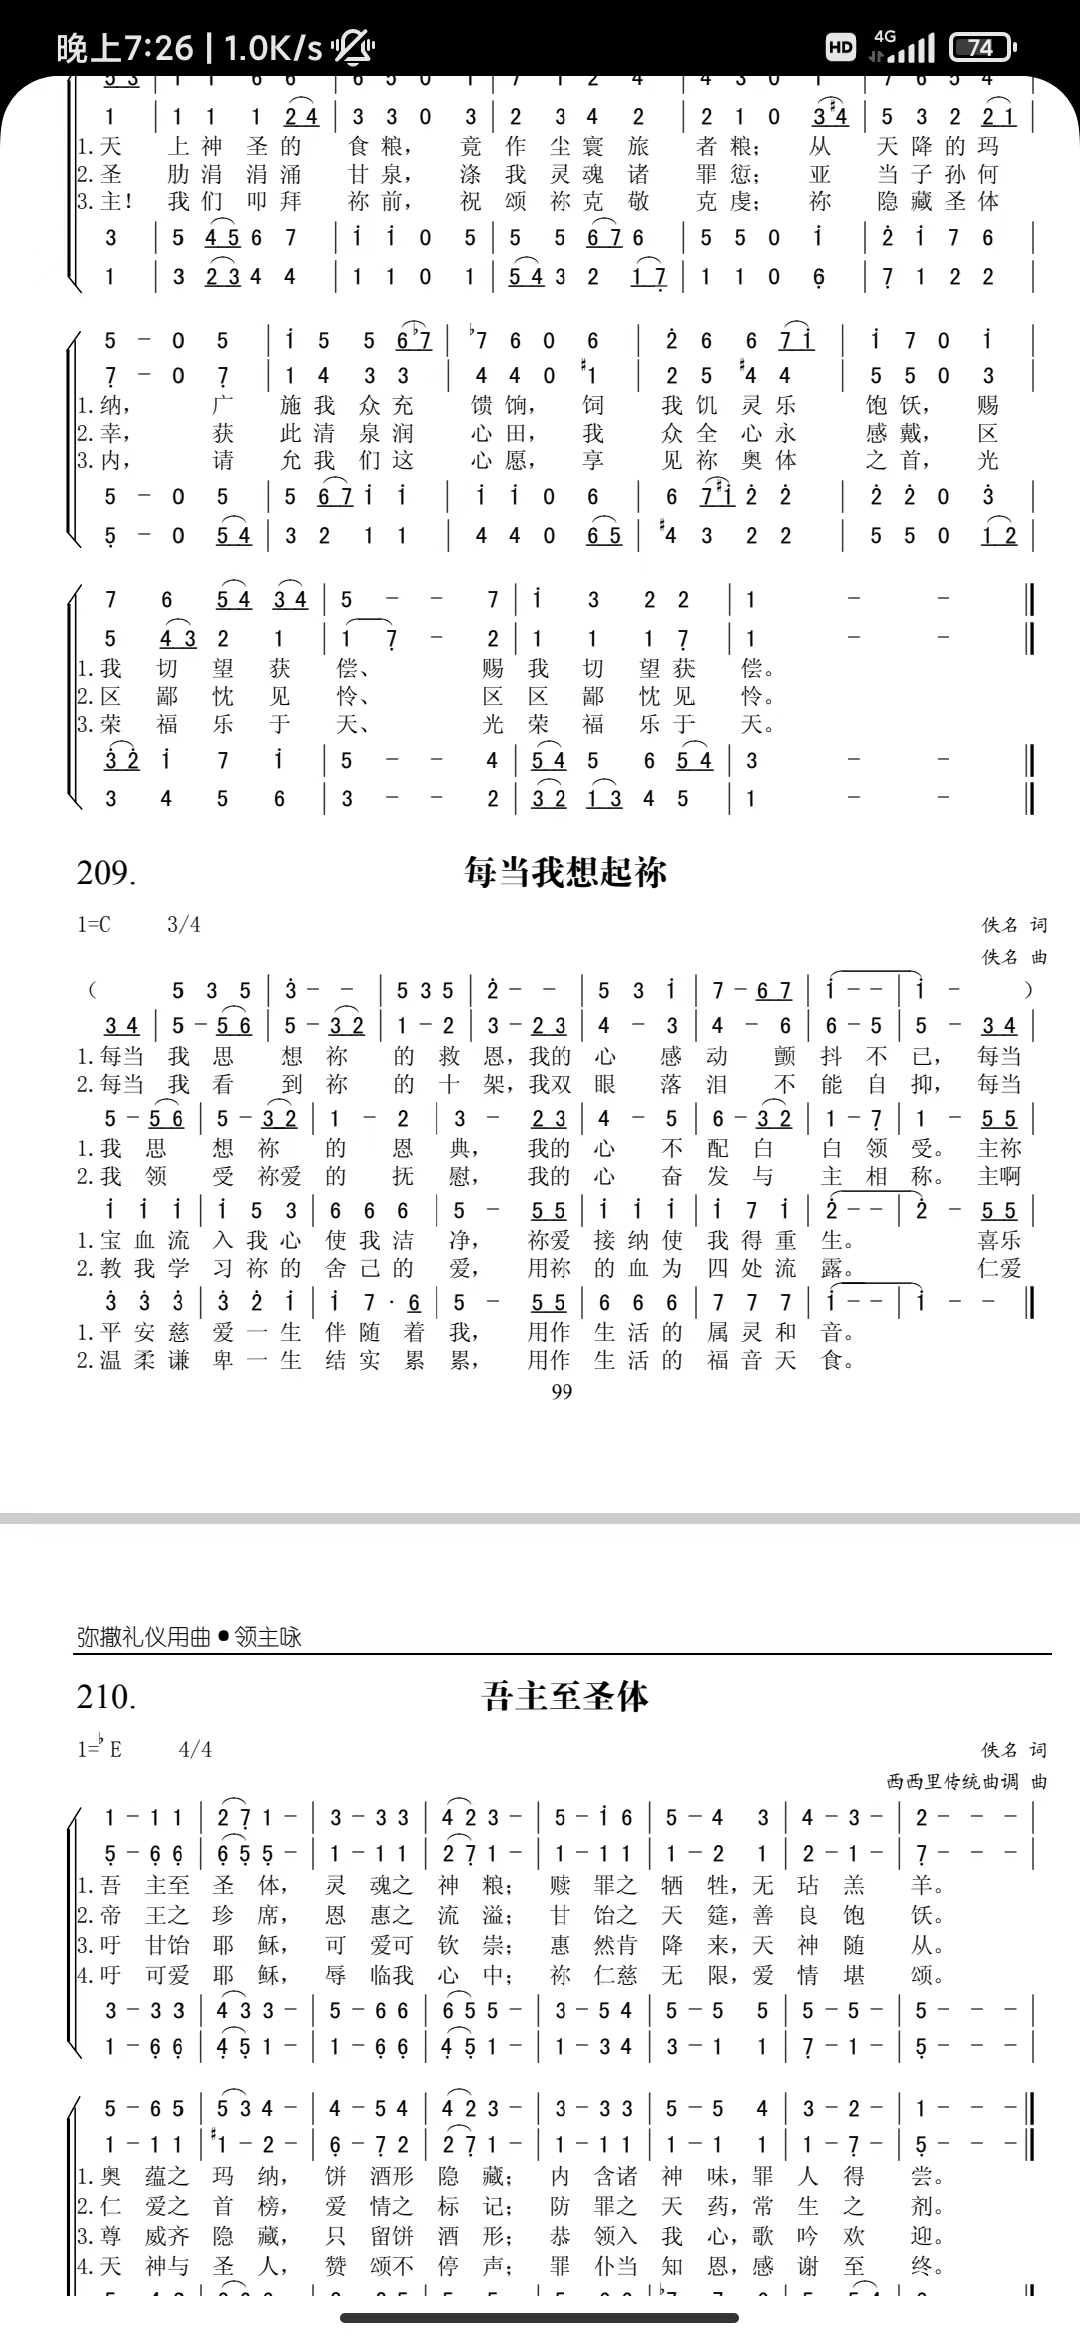 晚上7:26 | 1.0K/s HD 4G 74
1 | 1 1 1 2 4 | 3 3 0 3 | 2 3 4 2 | 2 1 0 3 #4 | 5 3 2 2 1 |
1.天 上神圣的 食粮， 竟作尘寰旅 者粮； 从 天降的玛
2.圣 肋涓涓涌 甘泉， 涤我灵魂诸 罪愆； 亚 当子孙何
3.主！ 我们叩拜 祢前， 祝颂祢克敬 克虔； 祢 隐藏圣体
3 | 5 4 5 6 7 | i i 0 5 | 5 5 6 7 6 | 5 5 0 i | 2̇ i 7 6 |
1 | 3 2 3 4 4 | 1 1 0 1 | 5 4 3 2 1 7̣ | 1 1 0 6̣ | 7̣ 1 2 2 |
5 - 0 5 | i 5 5 6 ♭7 | ♭7 6 0 6 | 2̇ 6 6 7 i | i 7 0 i |
7̣ - 0 7̣ | 1 4 3 3 | 4 4 0 #1 | 2 5 #4 4 | 5 5 0 3 |
1.纳， 广 施我众充 馈饷， 饲 我饥灵乐 饱饫， 赐
2.幸， 获 此清泉润 心田， 我 众全心永 感戴， 区
3.内， 请 允我们这 心愿， 享 见祢奥体 之首， 光
5 - 0 5 | 5 6 7 i i | i i 0 6 | 6 7 #i 2̇ 2̇ | 2̇ 2̇ 0 3̇ |
5̣ - 0 5 4 | 3 2 1 1 | 4 4 0 6 5 | #4 3 2 2 | 5 5 0 1 2 |
7 6 5 4 3 4 | 5 - - 7 | i 3 2 2 | 1 - - ‖
5 4 3 2 1 | 1 7̣ - 2 | 1 1 1 7̣ | 1 - - ‖
1.我 切 望 获 偿、 赐 我 切 望获 偿。
2.区 鄙 忱 见 怜、 区 区 鄙 忱见 怜。
3.荣 福 乐 于 天、 光 荣 福 乐于 天。
3̇ 2̇ i 7 i | 5 - - 4 | 5 4 5 6 5 4 | 3 - - ‖
3 4 5 6 | 3 - - 2 | 3 2 1 3 4 5 | 1 - - ‖
209. 每当我想起祢
1=C 3/4 佚名 词
佚名 曲
（ 5 3 5 | 3̇ - - | 5 3 5 | 2̇ - - | 5 3 i | 7 - 6 7 | i - - | i - ）
3 4 | 5 - 5 6 | 5 - 3 2 | 1 - 2 | 3 - 2 3 | 4 - 3 | 4 - 6 | 6 - 5 | 5 - 3 4 |
1.每当 我 思 想 祢 的 救 恩，我的 心 感 动 颤 抖 不 已， 每当
2.每当 我 看 到 祢 的 十 架，我双 眼 落 泪 不 能 自 抑， 每当
5 - 5 6 | 5 - 3 2 | 1 - 2 | 3 - 2 3 | 4 - 5 | 6 - 3 2 | 1 - 7̣ | 1 - 5 5 |
1.我 思 想 祢 的 恩 典， 我的 心 不 配 白 白 领 受。 主祢
2.我 领 受 祢爱 的 抚 慰， 我的 心 奋 发 与 主 相 称。 主啊
i i i | i 5 3 | 6 6 6 | 5 - 5 5 | i i i | i 7 i | 2̇ - - | 2̇ - 5 5 |
1.宝血流 入我心 使我洁 净， 祢爱 接纳使 我得重 生。 喜乐
2.教我学 习祢的 舍己的 爱， 用祢 的血为 四处流 露。 仁爱
3̇ 3̇ 3̇ | 3̇ 2̇ i | i 7 · 6 | 5 - 5 5 | 6 6 6 | 7 7 7 | i - - | i - - ‖
1.平安慈 爱一生 伴随 着 我， 用作 生活的 属灵和 音。
2.温柔谦 卑一生 结实 累 累， 用作 生活的 福音天 食。
99
弥撒礼仪用曲●领主咏
210. 吾主至圣体
1=♭E 4/4 佚名 词
西西里传统曲调 曲
1 - 1 1 | 2 7̣ 1 - | 3 - 3 3 | 4 2 3 - | 5 - i 6 | 5 - 4 3 | 4 - 3 - | 2 - - - |
5̣ - 6̣ 6̣ | 6̣ 5̣ 5̣ - | 1 - 1 1 | 2 7̣ 1 - | 1 - 1 1 | 1 - 2 1 | 2 - 1 - | 7̣ - - - |
1.吾 主至 圣 体， 灵 魂之 神 粮； 赎 罪之 牺 牲，无 玷 羔 羊。
2.帝 王之 珍 席， 恩 惠之 流 溢； 甘 饴之 天 筵，善 良 饱 饫。
3.吁 甘饴 耶 稣， 可 爱可 钦 崇； 惠 然肯 降 来，天 神 随 从。
4.吁 可爱 耶 稣， 辱 临我 心 中； 祢 仁慈 无 限，爱 情 堪 颂。
3 - 3 3 | 4 3 3 - | 5 - 6 6 | 6 5 5 - | 3 - 5 4 | 5 - 5 5 | 5 - 5 - | 5 - - - |
1 - 6̣ 6̣ | 4̣ 5̣ 1 - | 1 - 6̣ 6̣ | 4̣ 5̣ 1 - | 1 - 3 4 | 3 - 1 1 | 7̣ - 1 - | 5̣ - - - |
5 - 6 5 | 5 3 4 - | 4 - 5 4 | 4 2 3 - | 3 - 3 3 | 5 - 5 4 | 3 - 2 - | 1 - - - ‖
1 - 1 1 | #1 - 2 - | 6̣ - 7̣ 2 | 2 7̣ 1 - | 1 - 1 1 | 1 - 1 1 | 1 - 7̣ - | 5̣ - - - ‖
1.奥 蕴之 玛 纳， 饼 酒形 隐 藏； 内 含诸 神 味，罪 人 得 尝。
2.仁 爱之 首 榜， 爱 情之 标 记； 防 罪之 天 药，常 生 之 剂。
3.尊 威齐 隐 藏， 只 留饼 酒 形； 恭 领入 我 心，歌 吟 欢 迎。
4.天 神与 圣 人， 赞 颂不 停 声； 罪 仆当 知 恩，感 谢 至 终。